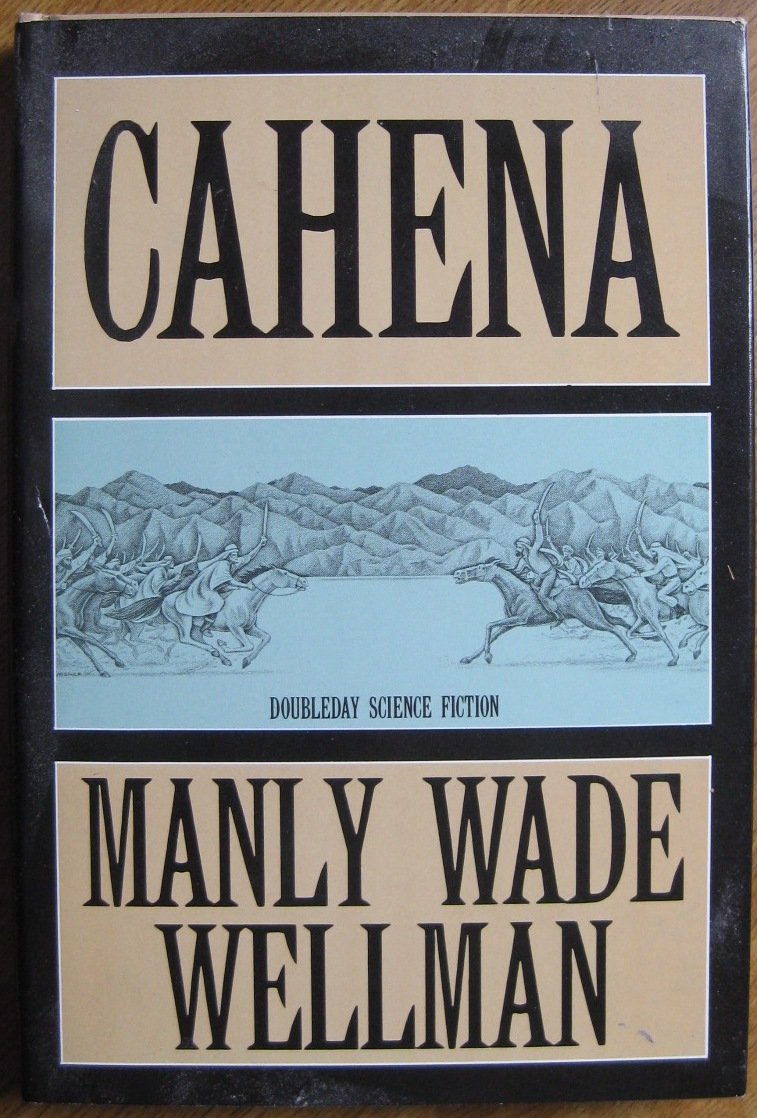 CAHENA
DOUBLEDAY SCIENCE FICTION
MANLY WADE
WELLMAN